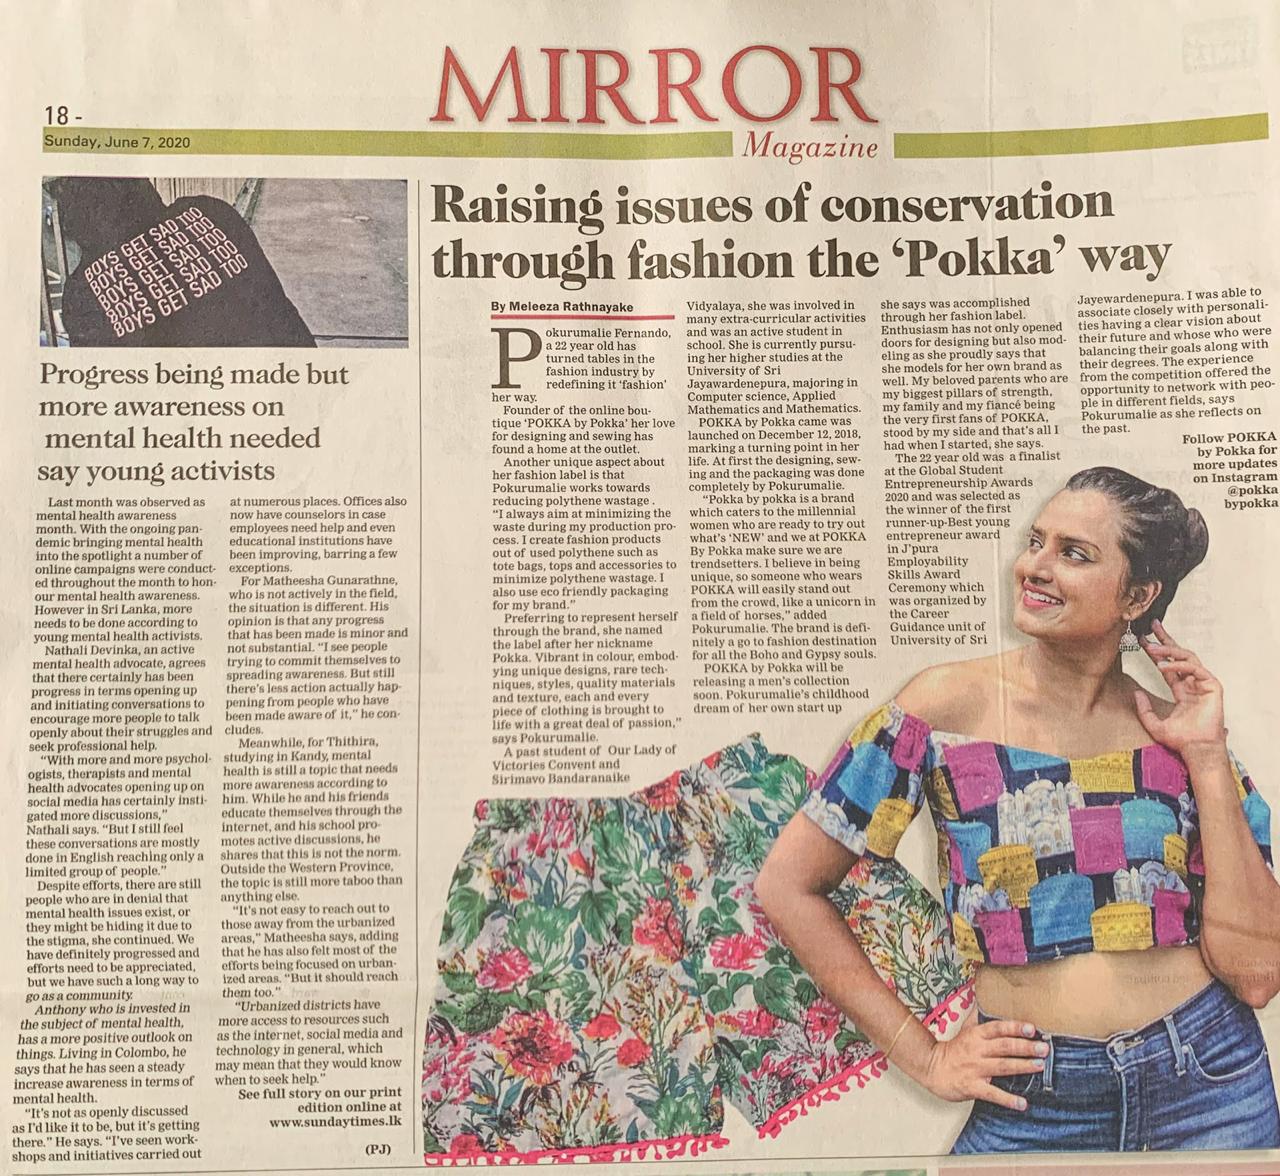 18 -
MIRROR
Sunday, June 7, 2020
Magazine
BOYS GET SAD TOO
BOYS GET SAD TOO
BOYS GET SAD TOO
BOYS GET SAD TOO
BOYS GET SAD TOO
Progress being made but
more awareness on
mental health needed
say young activists
Last month was observed as
mental health awareness
month. With the ongoing pan-
demic bringing mental health
into the spotlight a number of
online campaigns were conduct-
ed throughout the month to hon-
our mental health awareness.
However in Sri Lanka, more
needs to be done according to
young mental health activists.
Nathali Devinka, an active
mental health advocate, agrees
that there certainly has been
progress in terms opening up
and initiating conversations to
encourage more people to talk
openly about their struggles and
seek professional help.
"With more and more psychol-
ogists, therapists and mental
health advocates opening up on
social media has certainly insti-
gated more discussions,"
Nathali says. "But I still feel
these conversations are mostly
done in English reaching only a
limited group of people."
Despite efforts, there are still
people who are in denial that
mental health issues exist, or
they might be hiding it due to
the stigma, she continued. We
have definitely progressed and
efforts need to be appreciated,
but we have such a long way to
go as a community.
Anthony who is invested in
the subject of mental health,
has a more positive outlook on
things. Living in Colombo, he
says that he has seen a steady
increase awareness in terms of
mental health.
"It's not as openly discussed
as I'd like it to be, but it's getting
there." He says. "I've seen work-
shops and initiatives carried out
at numerous places. Offices also
now have counselors in case
employees need help and even
educational institutions have
been improving, barring a few
exceptions.
For Matheesha Gunarathne,
who is not actively in the field,
the situation is different. His
opinion is that any progress
that has been made is minor and
not substantial. "I see people
trying to commit themselves to
spreading awareness. But still
there's less action actually hap-
pening from people who have
been made aware of it," he con-
cludes.
Meanwhile, for Thithira,
studying in Kandy, mental
health is still a topic that needs
more awareness according to
him. While he and his friends
educate themselves through the
internet, and his school pro-
motes active discussions, he
shares that this is not the norm.
Outside the Western Province,
the topic is still more taboo than
anything else.
"It's not easy to reach out to
those away from the urbanized
areas," Matheesha says, adding
that he has also felt most of the
efforts being focused on urban-
ized areas. "But it should reach
them too."
"Urbanized districts have
more access to resources such
as the internet, social media and
technology in general, which
may mean that they would know
when to seek help."
See full story on our print
edition online at
www.sundaytimes.lk
(PJ)
Raising issues of conservation
through fashion the ‘Pokka’ way
By Meleeza Rathnayake
Pokurumalie Fernando,
a 22 year old has
turned tables in the
fashion industry by
redefining it ‘fashion’
her way.
Founder of the online bou-
tique ‘POKKA by Pokka’ her love
for designing and sewing has
found a home at the outlet.
Another unique aspect about
her fashion label is that
Pokurumalie works towards
reducing polythene wastage .
“I always aim at minimizing the
waste during my production pro-
cess. I create fashion products
out of used polythene such as
tote bags, tops and accessories to
minimize polythene wastage. I
also use eco friendly packaging
for my brand.”
Preferring to represent herself
through the brand, she named
the label after her nickname
Pokka. Vibrant in colour, embod-
ying unique designs, rare tech-
niques, styles, quality materials
and texture, each and every
piece of clothing is brought to
life with a great deal of passion,”
says Pokurumalie.
A past student of Our Lady of
Victories Convent and
Sirimavo Bandaranaike
Vidyalaya, she was involved in
many extra-curricular activities
and was an active student in
school. She is currently pursu-
ing her higher studies at the
University of Sri
Jayawardenepura, majoring in
Computer science, Applied
Mathematics and Mathematics.
POKKA by Pokka came was
launched on December 12, 2018,
marking a turning point in her
life. At first the designing, sew-
ing and the packaging was done
completely by Pokurumalie.
“Pokka by pokka is a brand
which caters to the millennial
women who are ready to try out
what’s ‘NEW’ and we at POKKA
By Pokka make sure we are
trendsetters. I believe in being
unique, so someone who wears
POKKA will easily stand out
from the crowd, like a unicorn in
a field of horses,” added
Pokurumalie. The brand is defi-
nitely a go to fashion destination
for all the Boho and Gypsy souls.
POKKA by Pokka will be
releasing a men’s collection
soon. Pokurumalie’s childhood
dream of her own start up
she says was accomplished
through her fashion label.
Enthusiasm has not only opened
doors for designing but also mod-
eling as she proudly says that
she models for her own brand as
well. My beloved parents who are
my biggest pillars of strength,
my family and my fiancé being
the very first fans of POKKA,
stood by my side and that’s all I
had when I started, she says.
The 22 year old was a finalist
at the Global Student
Entrepreneurship Awards
2020 and was selected as
the winner of the first
runner-up-Best young
entrepreneur award
in J’pura
Employability
Skills Award
Ceremony which
was organized by
the Career
Guidance unit of
University of Sri
Jayewardenepura. I was able to
associate closely with personali-
ties having a clear vision about
their future and whose who were
balancing their goals along with
their degrees. The experience
from the competition offered the
opportunity to network with peo-
ple in different fields, says
Pokurumalie as she reflects on
the past.
Follow POKKA
by Pokka for
more updates
on Instagram
@pokka
bypokka